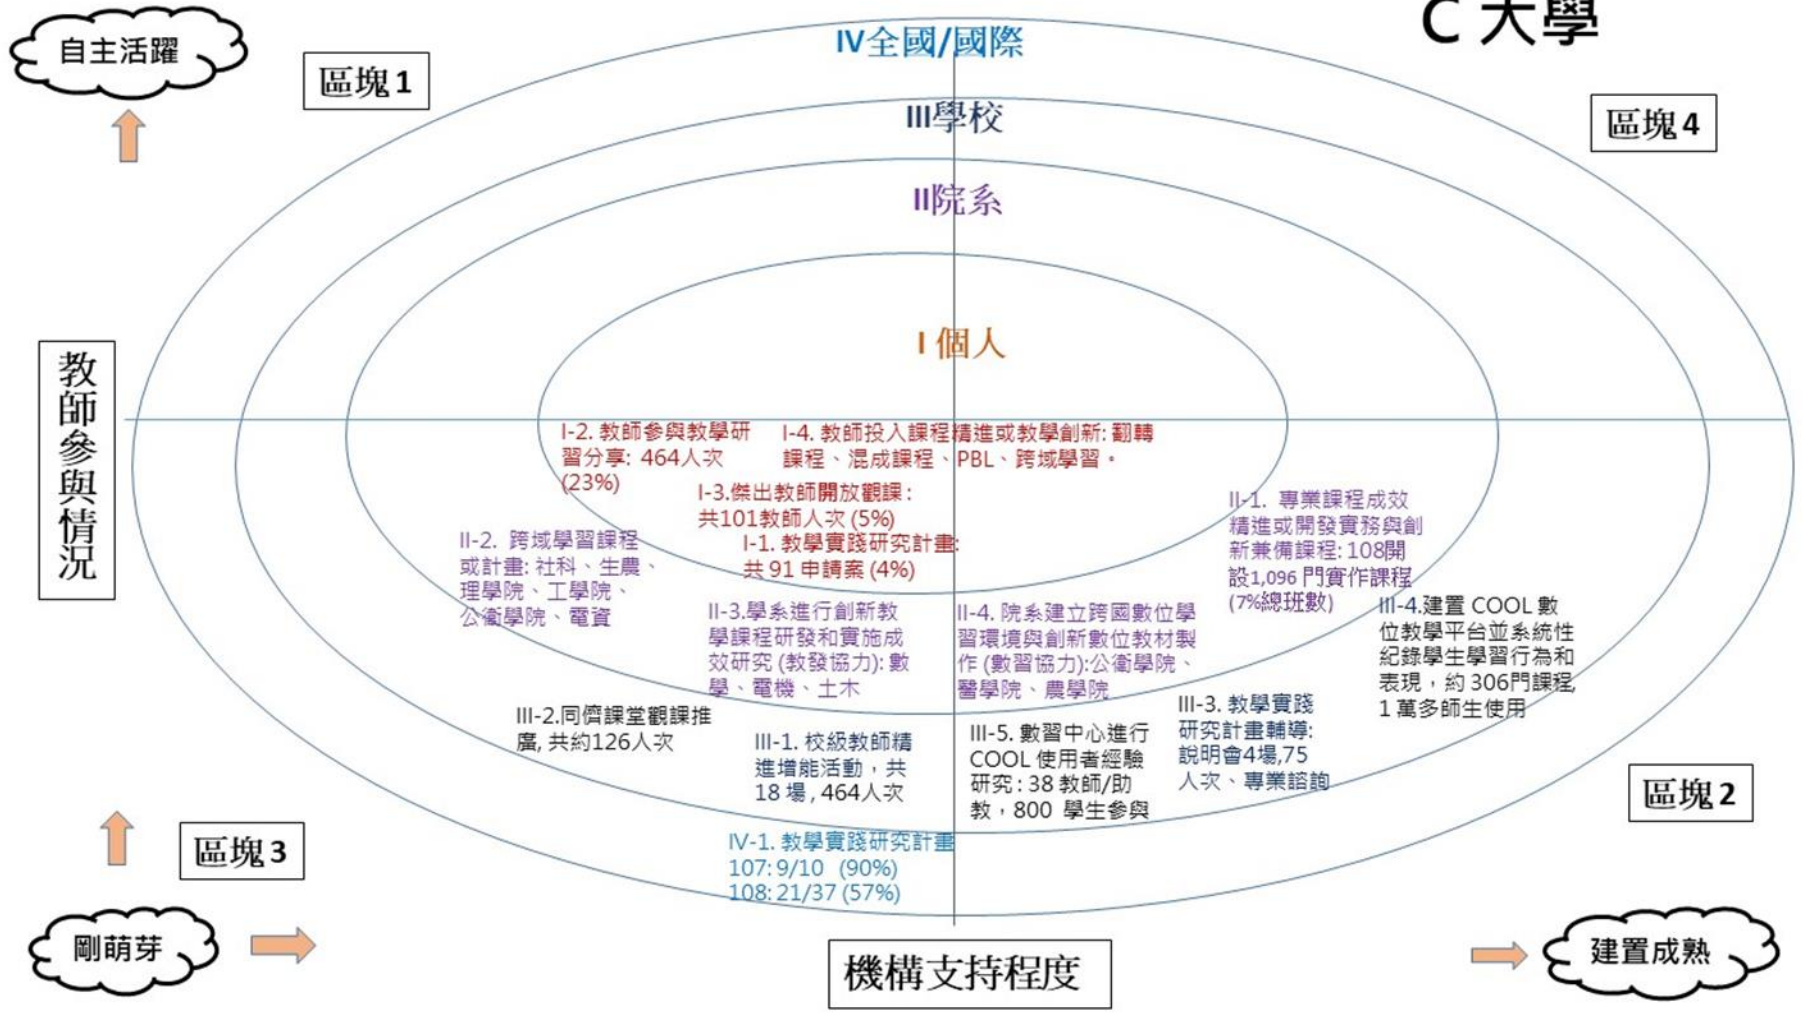 C 大學
自主活躍
區塊1
IV全國/國際
III學校
區塊4
II院系
I 個人
教師參與情況
I-2. 教師參與教學研
習分享: 464人次
(23%)
I-4. 教師投入課程精進或教學創新: 翻轉
課程、混成課程、PBL、跨域學習。
I-3.傑出教師開放觀課:
共101教師人次 (5%)
I-1. 教學實踐研究計畫:
共 91 申請案 (4%)
II-2. 跨域學習課程
或計畫: 社科、生農、
理學院、工學院、
公衞學院、電資
II-1. 專業課程成效
精進或開發實務與創
新兼備課程: 108開
設1,096 門實作課程
(7%總班數)
II-3.學系進行創新教
學課程研發和實施成
效研究 (教發協力): 數
學、電機、土木
II-4. 院系建立跨國數位學
習環境與創新數位教材製
作 (數習協力):公衞學院、
醫學院、農學院
III-4.建置 COOL 數
位教學平台並系統性
紀錄學生學習行為和
表現，約 306門課程,
1 萬多師生使用
III-2.同儕課堂觀課推
廣, 共約126人次
III-1. 校級教師精
進增能活動，共
18 場 , 464人次
III-5. 數習中心進行
COOL 使用者經驗
研究 : 38 教師/助
教，800 學生參與
III-3. 教學實踐
研究計畫輔導:
說明會4場,75
人次、專業諮詢
區塊2
IV-1. 教學實踐研究計畫
107: 9/10 (90%)
108: 21/37 (57%)
區塊3
剛萌芽
機構支持程度
建置成熟